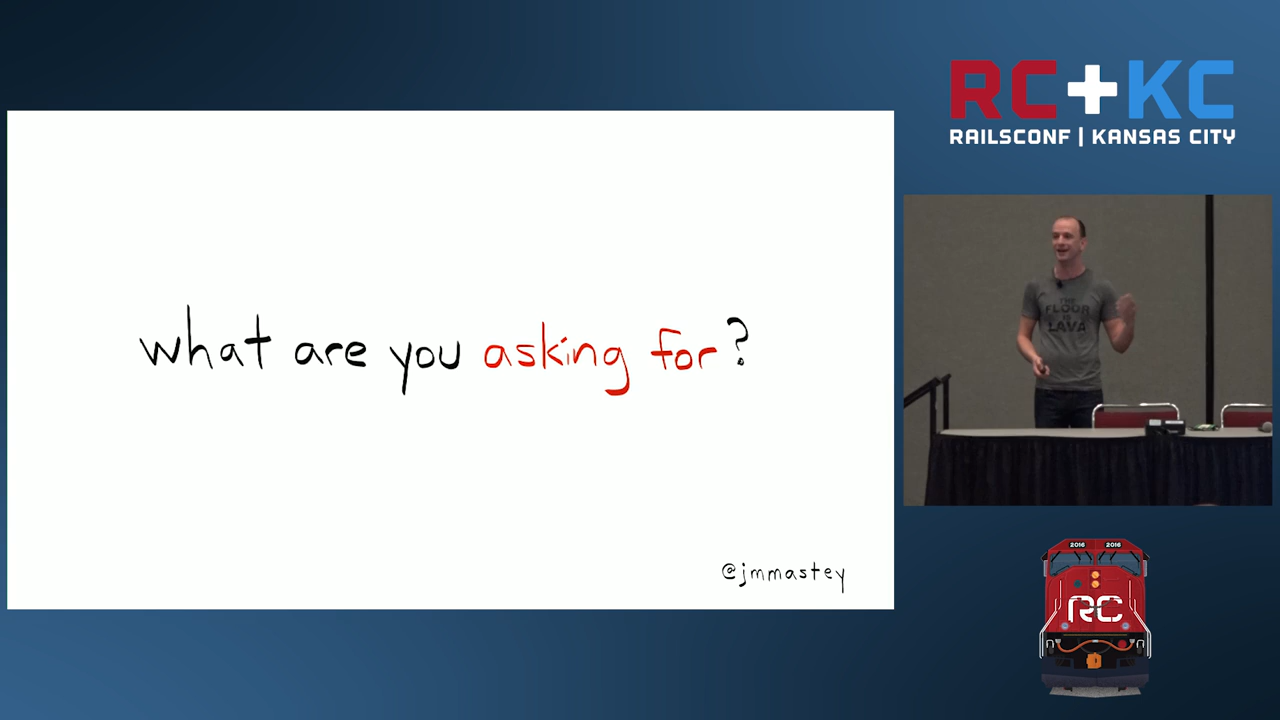 RC+KC
RAILSCONF | KANSAS CITY
what are you asking for?
THE
FLOOR
IS
LAVA
@jmmastey
2016 2016
RC